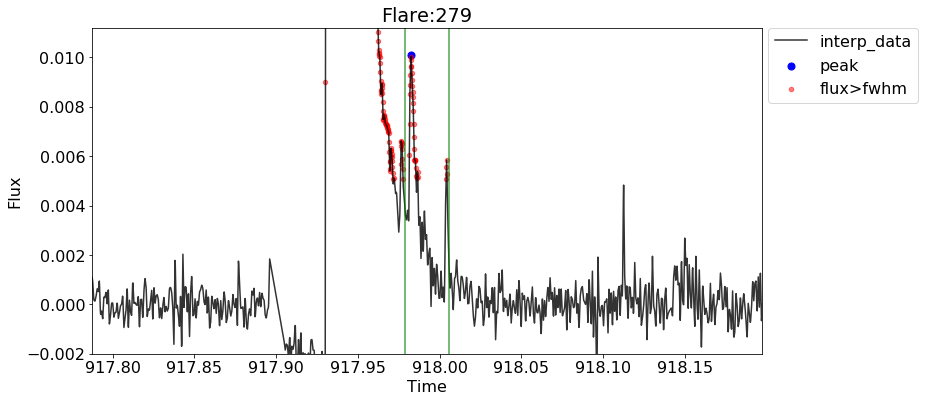 Flare:279
interp_data
peak
flux>fwhm
Flux
0.010
0.008
0.006
0.004
0.002
0.000
−0.002
917.80 917.85 917.90 917.95 918.00 918.05 918.10 918.15
Time